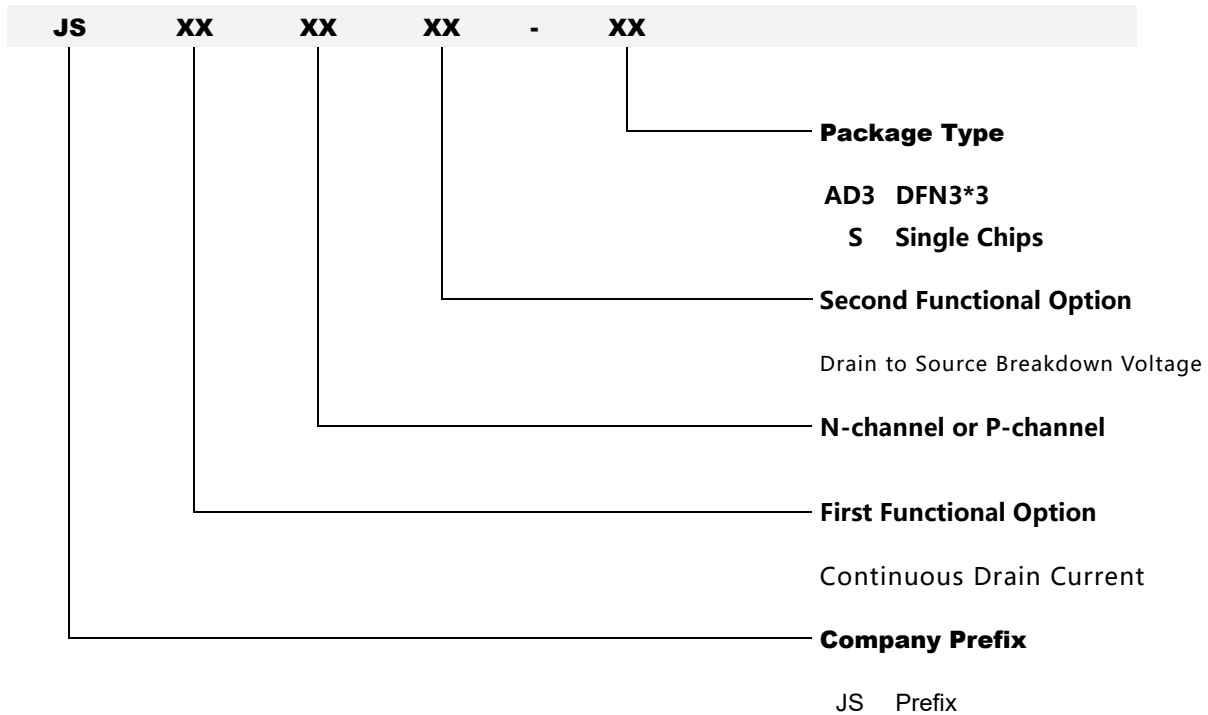 JS XX XX XX - XX
Package Type
AD3 DFN3*3
S Single Chips
Second Functional Option
Drain to Source Breakdown Voltage
N-channel or P-channel
First Functional Option
Continuous Drain Current
Company Prefix
JS Prefix